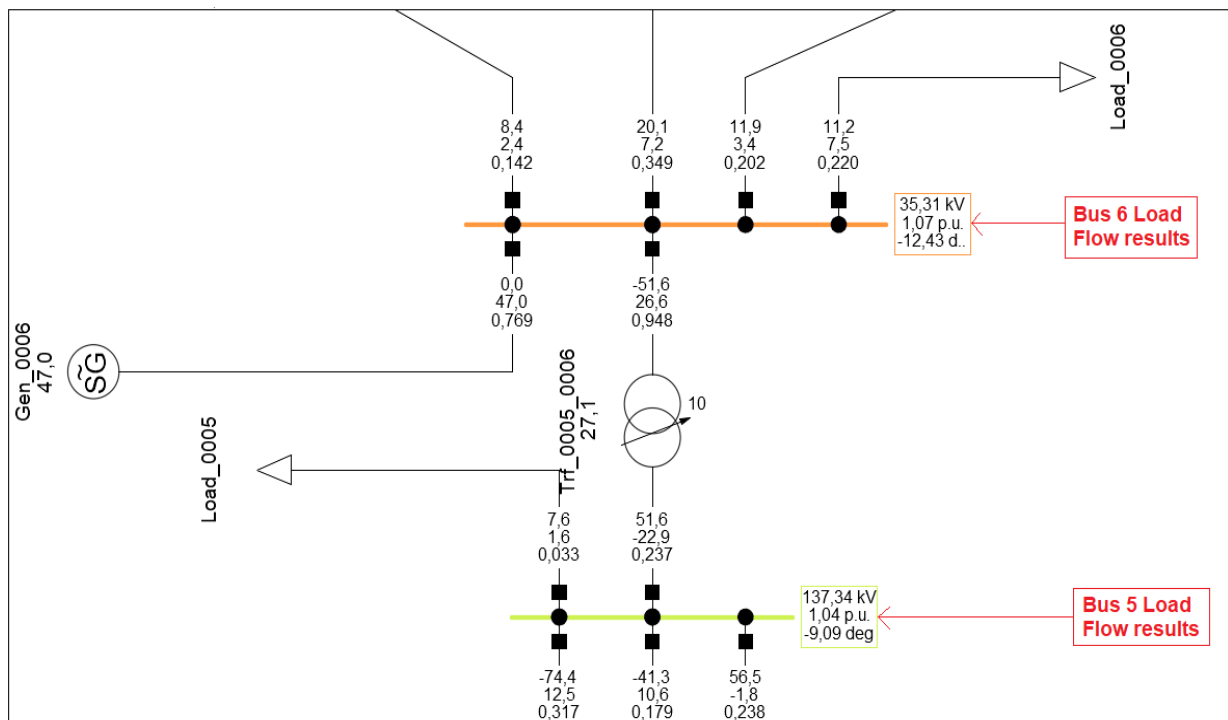 Load_0006
8,4
2,4
0,142
20,1
7,2
0,349
11,9
3,4
0,202
11,2
7,5
0,220
35,31 kV
1,07 p.u.
-12,43 d..
Bus 6 Load
Flow results
0,0
47,0
0,769
-51,6
26,6
0,948
Gen_0006
47,0
SG
~
Trf_0005_0006
27,1
10
Load_0005
7,6
1,6
0,033
51,6
-22,9
0,237
137,34 kV
1,04 p.u.
-9,09 deg
Bus 5 Load
Flow results
-74,4
12,5
0,317
-41,3
10,6
0,179
56,5
-1,8
0,238